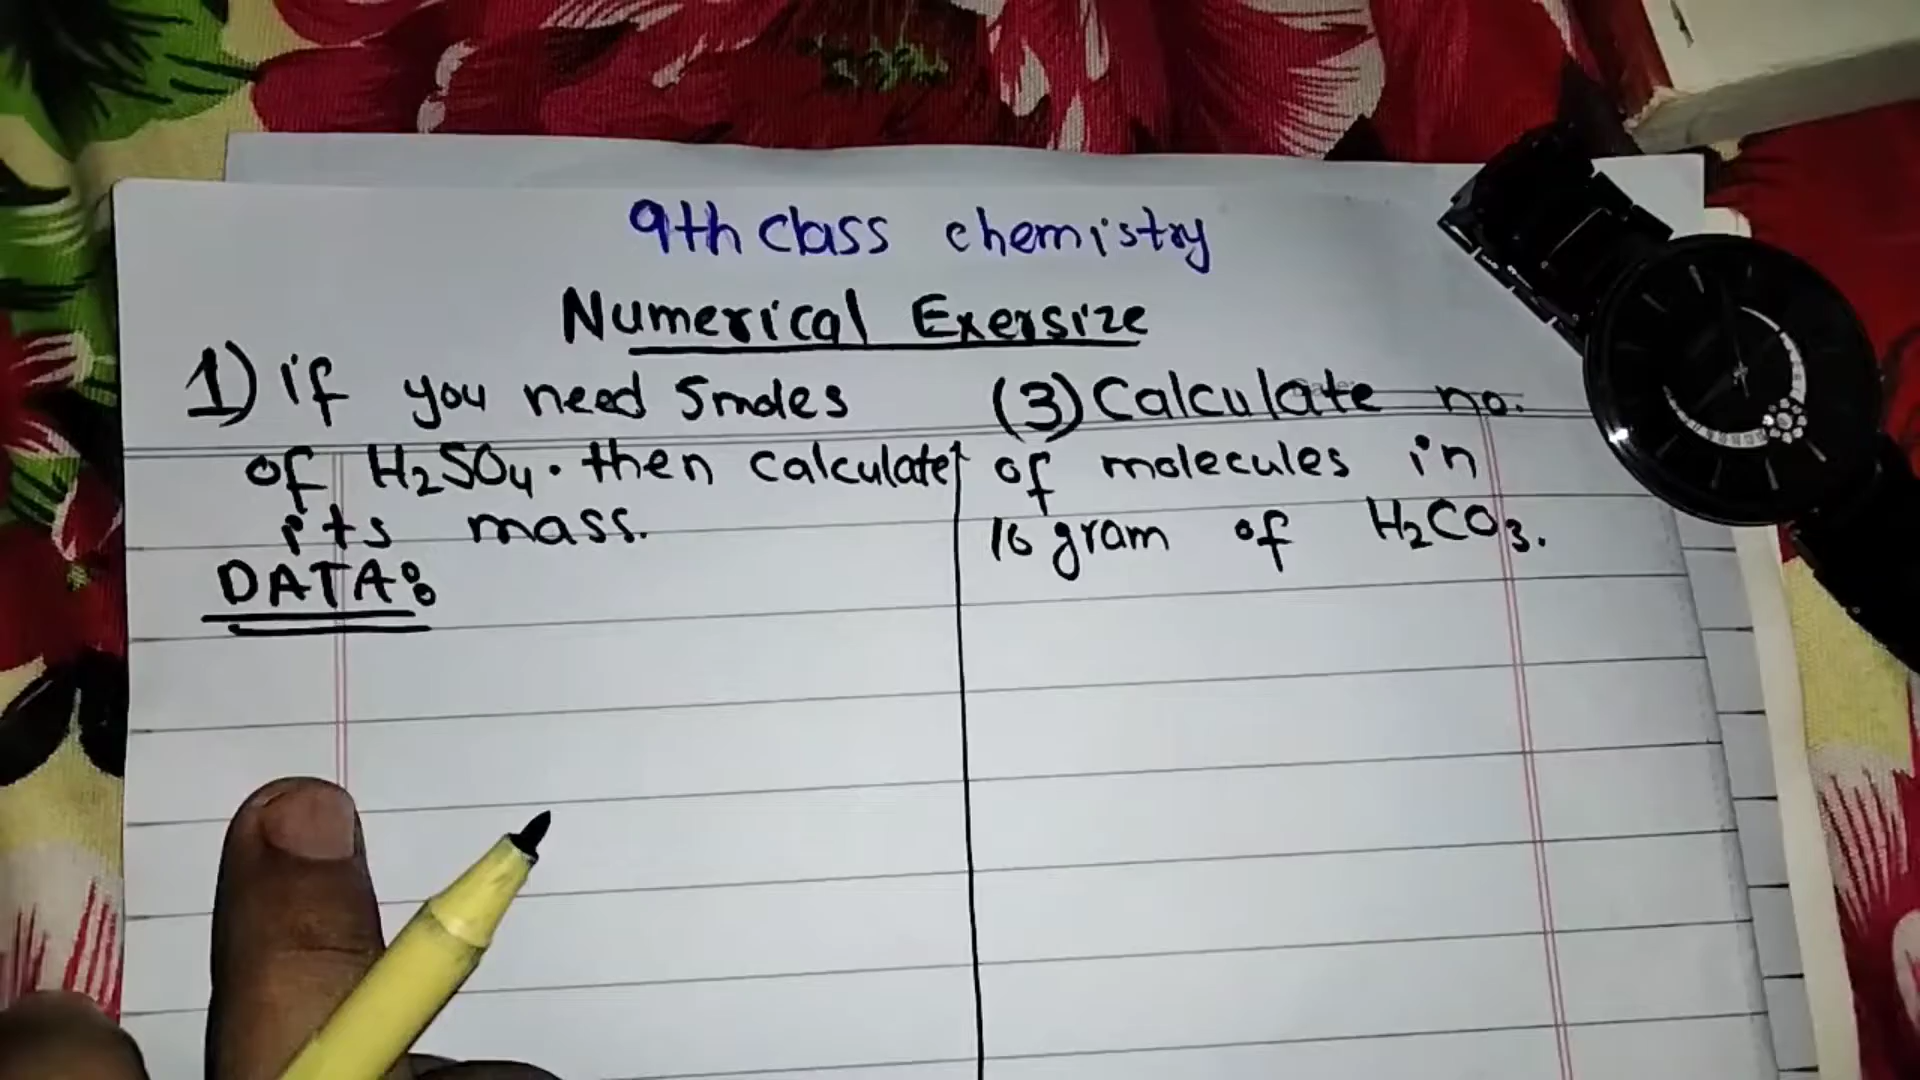 9th class chemistry
Numerical Exersize
1) if you need 5moles
of H₂SO₄. then calculate
its mass.
DATA:
(3) Calculate no.
of molecules in
16 gram of H₂CO₃.